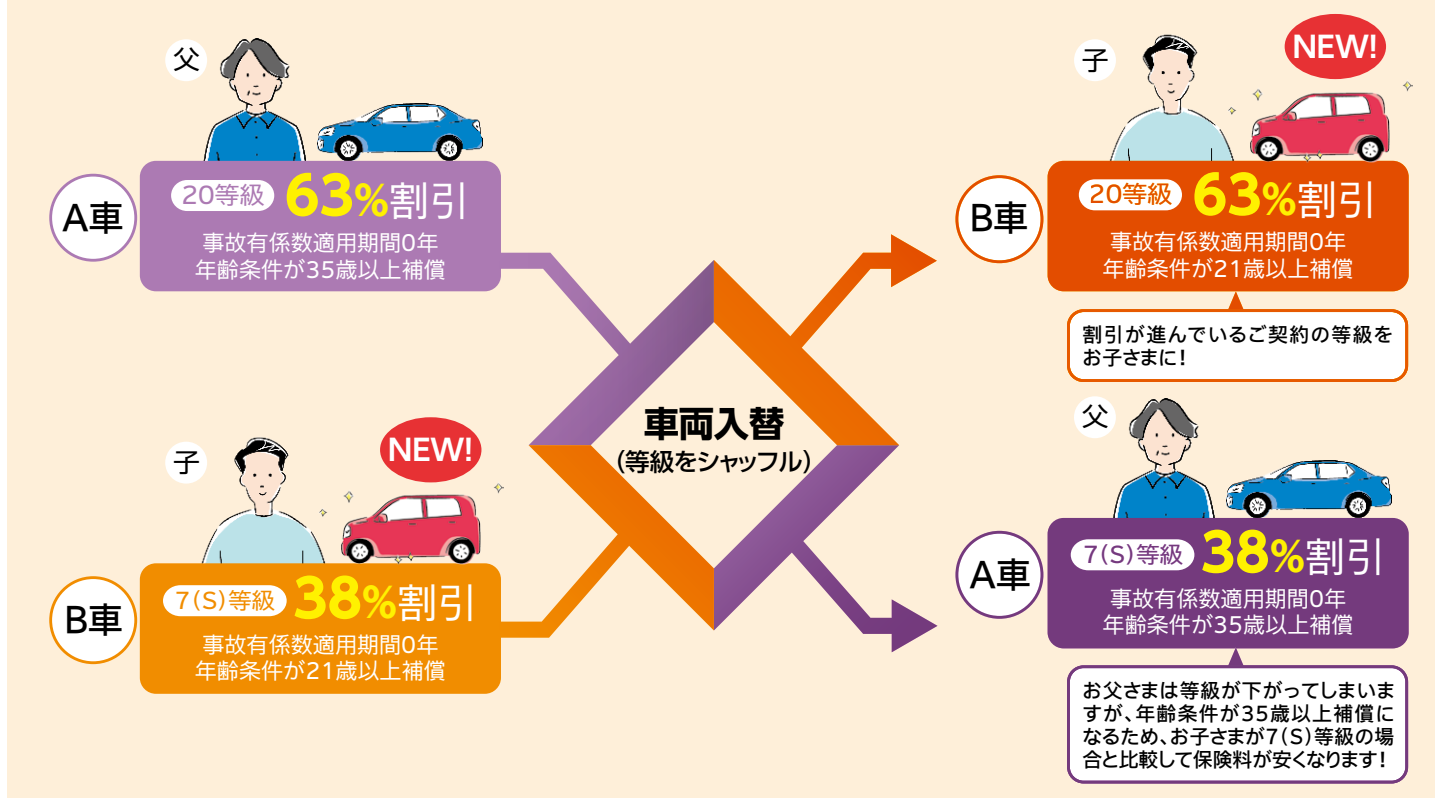 父
A車
20等級 63%割引
事故有係数適用期間0年
年齢条件が35歳以上補償
子
NEW!
B車
7(S)等級 38%割引
事故有係数適用期間0年
年齢条件が21歳以上補償
車両入替
(等級をシャッフル)
子
NEW!
B車
20等級 63%割引
事故有係数適用期間0年
年齢条件が21歳以上補償
割引が進んでいるご契約の等級を
お子さまに!
父
A車
7(S)等級 38%割引
事故有係数適用期間0年
年齢条件が35歳以上補償
お父さまは等級が下がってしまいま
すが、年齢条件が35歳以上補償に
なるため、お子さまが7(S)等級の場
合と比較して保険料が安くなります!